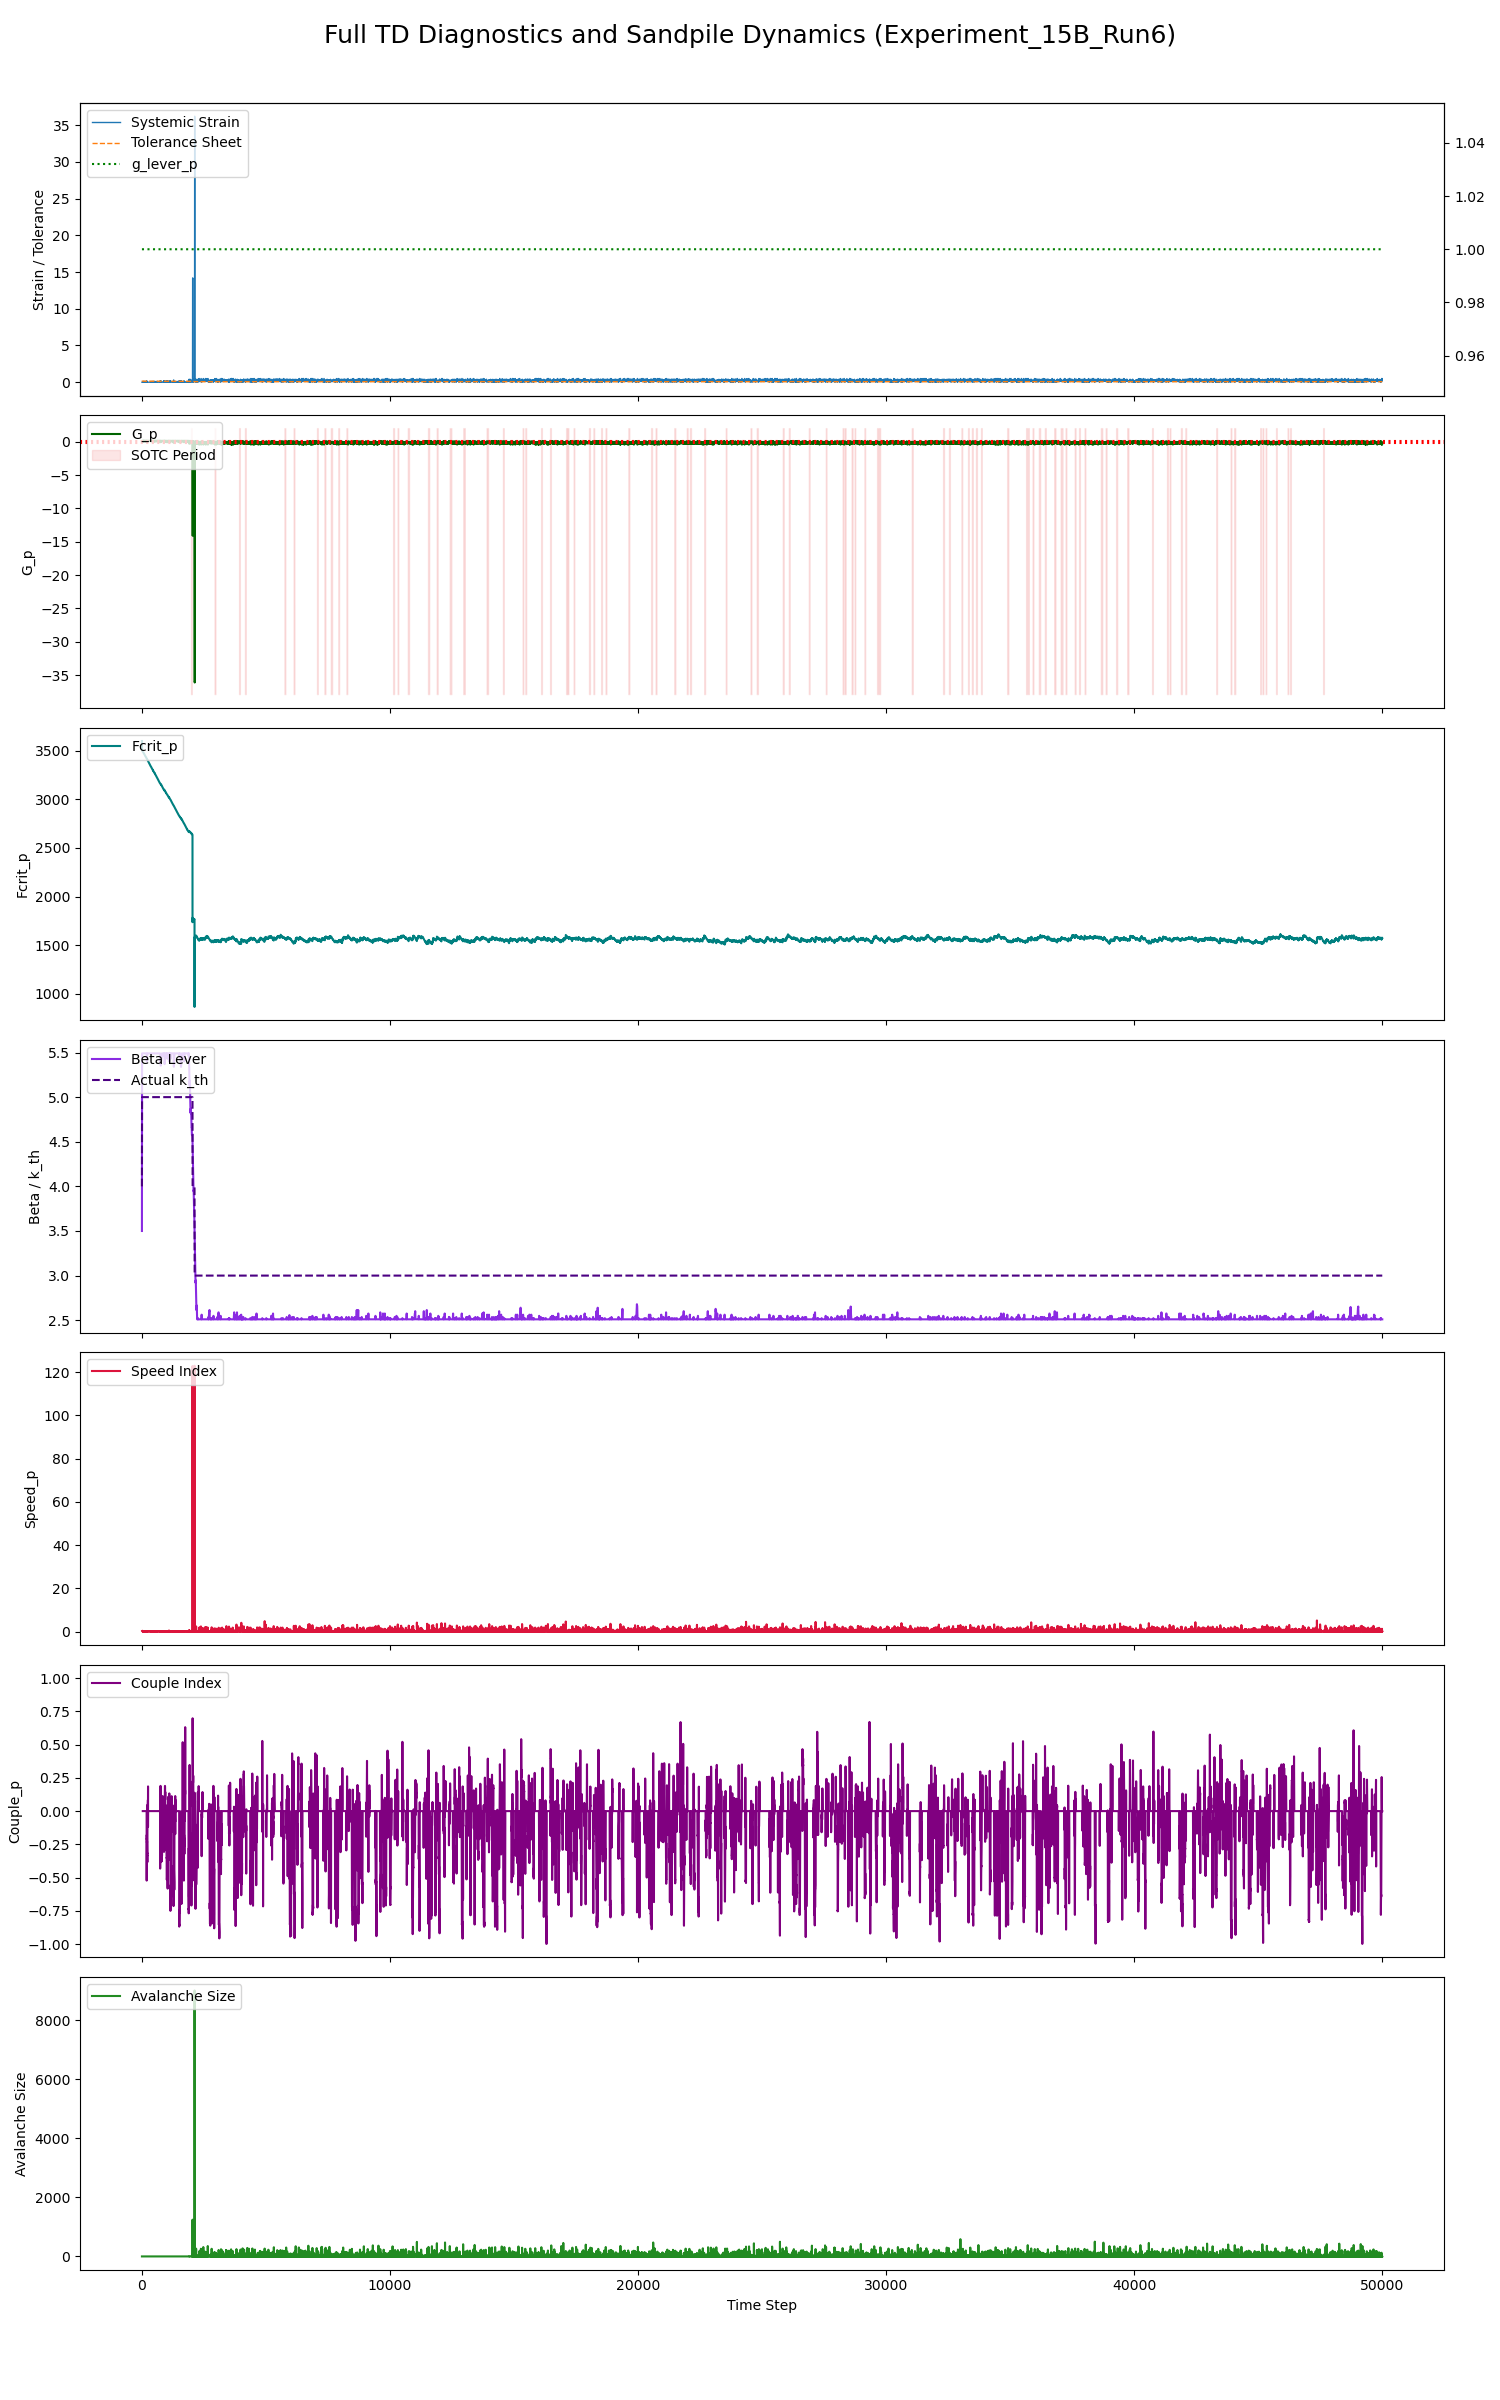 Full TD Diagnostics and Sandpile Dynamics (Experiment_15B_Run6)
Systemic Strain
Tolerance Sheet
g_lever_p
Strain / Tolerance
35
30
25
20
15
10
5
0
1.04
1.02
1.00
0.98
0.96
G_p
SOTC Period
G_p
0
−5
−10
−15
−20
−25
−30
−35
Fcrit_p
Fcrit_p
3500
3000
2500
2000
1500
1000
Beta Lever
Actual k_th
Beta / k_th
5.5
5.0
4.5
4.0
3.5
3.0
2.5
Speed Index
Speed_p
120
100
80
60
40
20
0
Couple Index
Couple_p
1.00
0.75
0.50
0.25
0.00
−0.25
−0.50
−0.75
−1.00
Avalanche Size
Avalanche Size
8000
6000
4000
2000
0
0 10000 20000 30000 40000 50000
Time Step